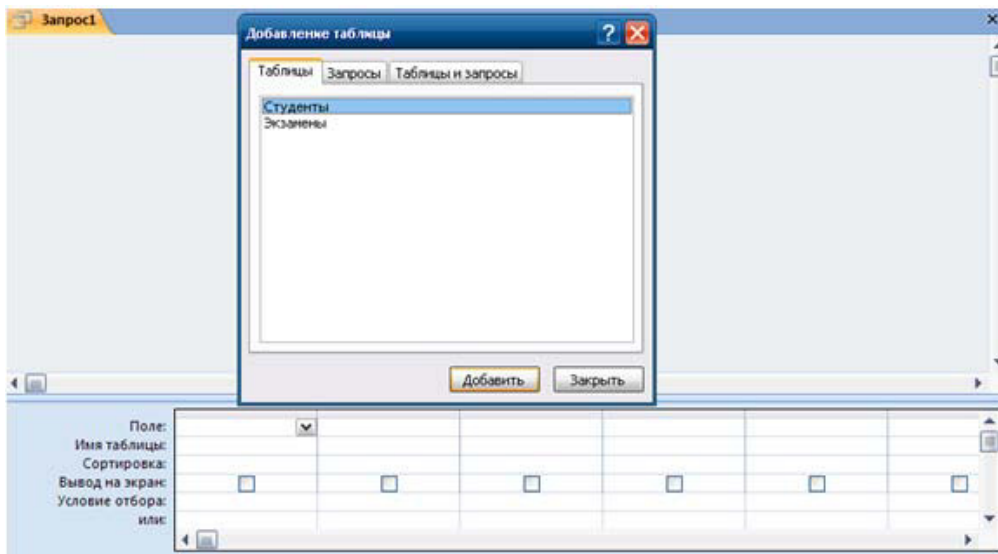 Запрос1
Добавление таблицы
Таблицы Запросы Таблицы и запросы
Студенты
Экзамены
Добавить Закрыть
Поле:
Имя таблицы:
Сортировка:
Вывод на экран:
Условие отбора:
или: